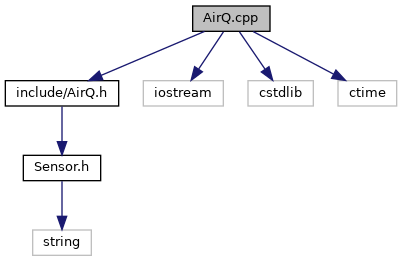 AirQ.cpp
include/AirQ.h
iostream
cstdlib
ctime
Sensor.h
string